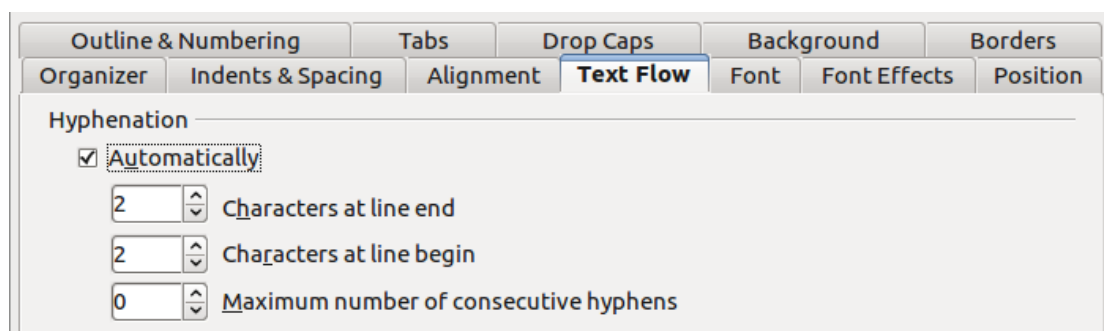 Outline & Numbering Tabs Drop Caps Background Borders
Organizer Indents & Spacing Alignment Text Flow Font Font Effects Position
Hyphenation
Automatically
2 Characters at line end
2 Characters at line begin
0 Maximum number of consecutive hyphens